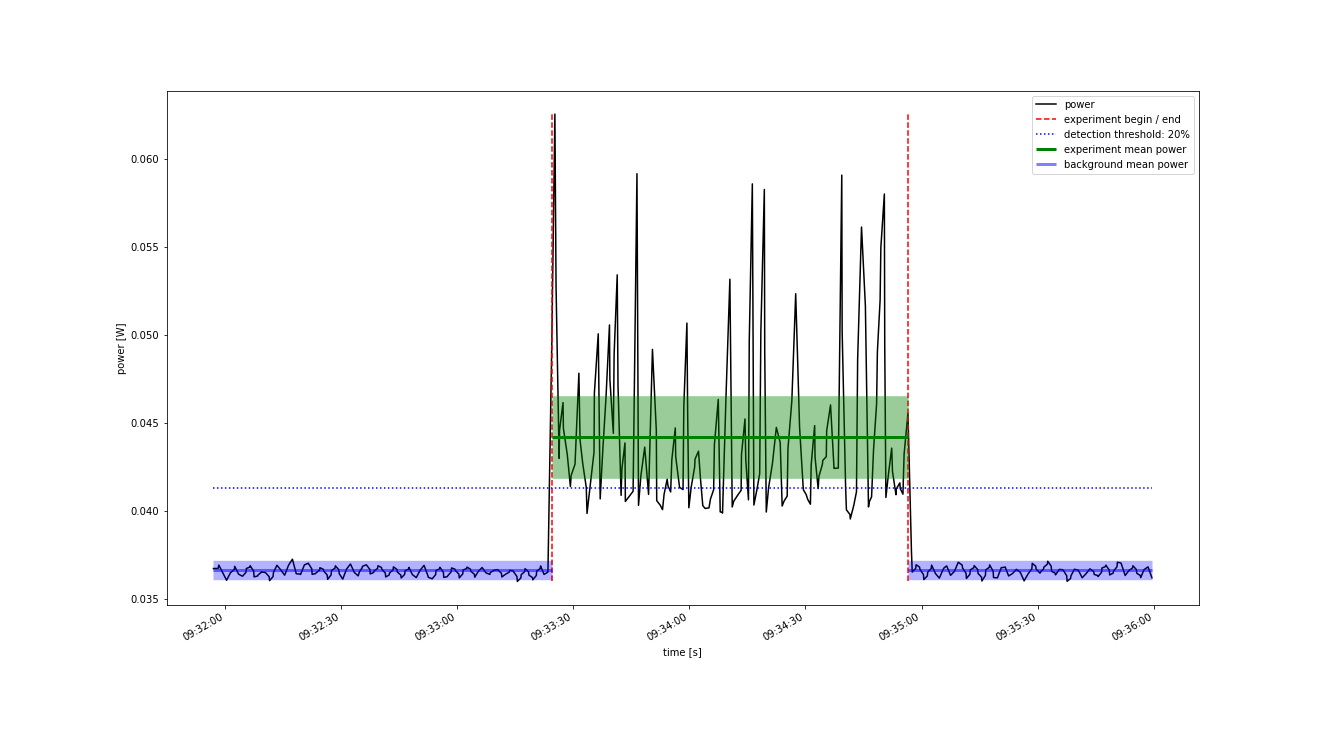 power
experiment begin / end
detection threshold: 20%
experiment mean power
background mean power
0.060
0.055
0.050
0.045
0.040
0.035
power [W]
09:32:00
09:32:30
09:33:00
09:33:30
09:34:00
09:34:30
09:35:00
09:35:30
09:36:00
time [s]